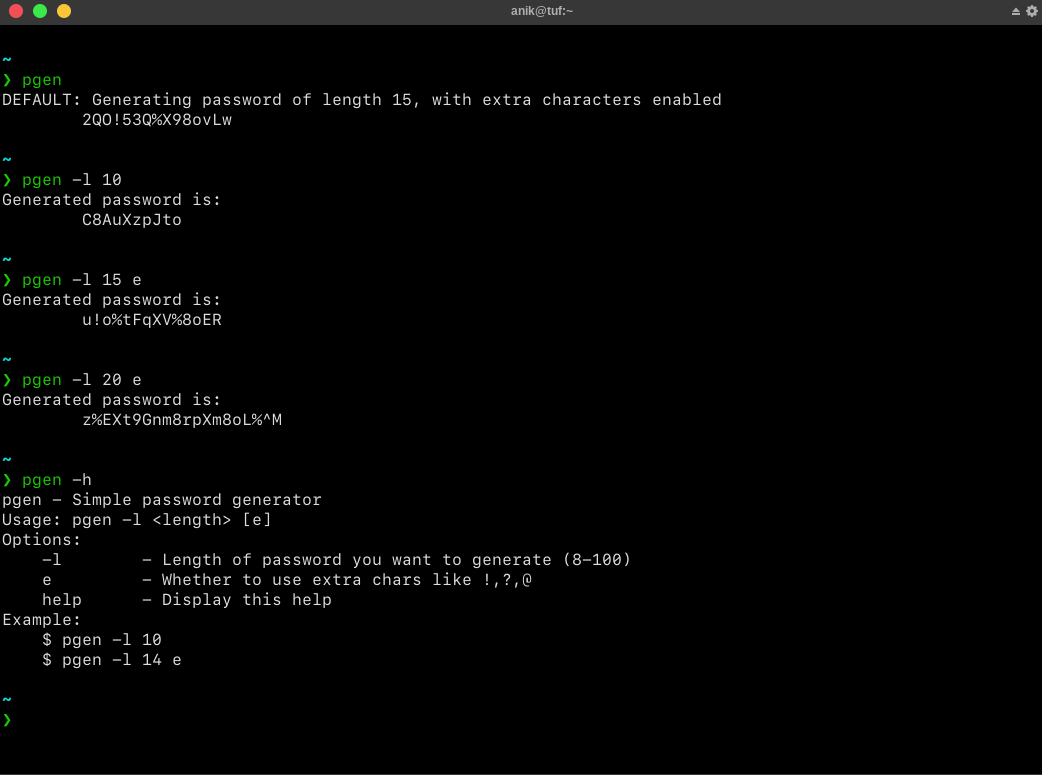 anik@tuf:~
~
❯ pgen
DEFAULT: Generating password of length 15, with extra characters enabled
2QO!53Q%X98ovLw
~
❯ pgen -l 10
Generated password is:
C8AuXzpJto
~
❯ pgen -l 15 e
Generated password is:
u!o%tFqXV%8oER
~
❯ pgen -l 20 e
Generated password is:
z%EXt9Gnm8rpXm8oL%^M
~
❯ pgen -h
pgen - Simple password generator
Usage: pgen -l <length> [e]
Options:
-l - Length of password you want to generate (8-100)
e - Whether to use extra chars like !,?,@
help - Display this help
Example:
$ pgen -l 10
$ pgen -l 14 e
~
❯